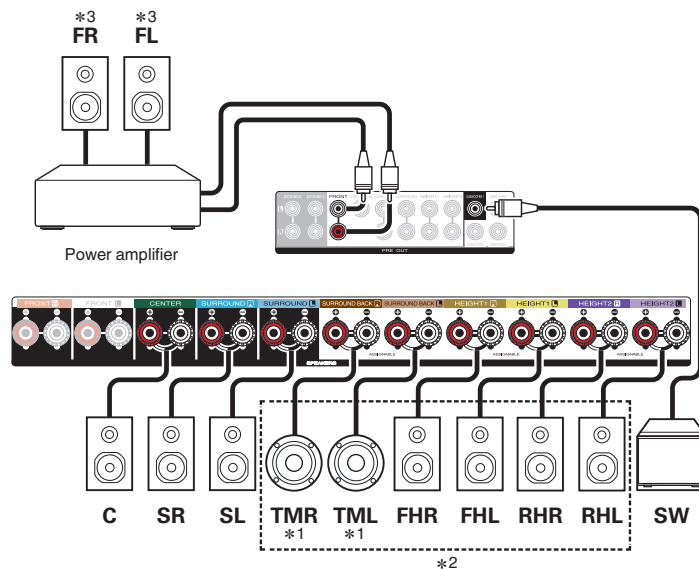 *3 *3
FR FL
Power amplifier
FRONT
PRE OUT
FRONT R FRONT L CENTER SURROUND R SURROUND L SURROUND BACK R SURROUND BACK L HEIGHT1 R HEIGHT1 L HEIGHT2 R HEIGHT2 L
ASSIGNABLE ASSIGNABLE ASSIGNABLE
SPEAKERS
C SR SL TMR TML FHR FHL RHR RHL SW
*1 *1
*2